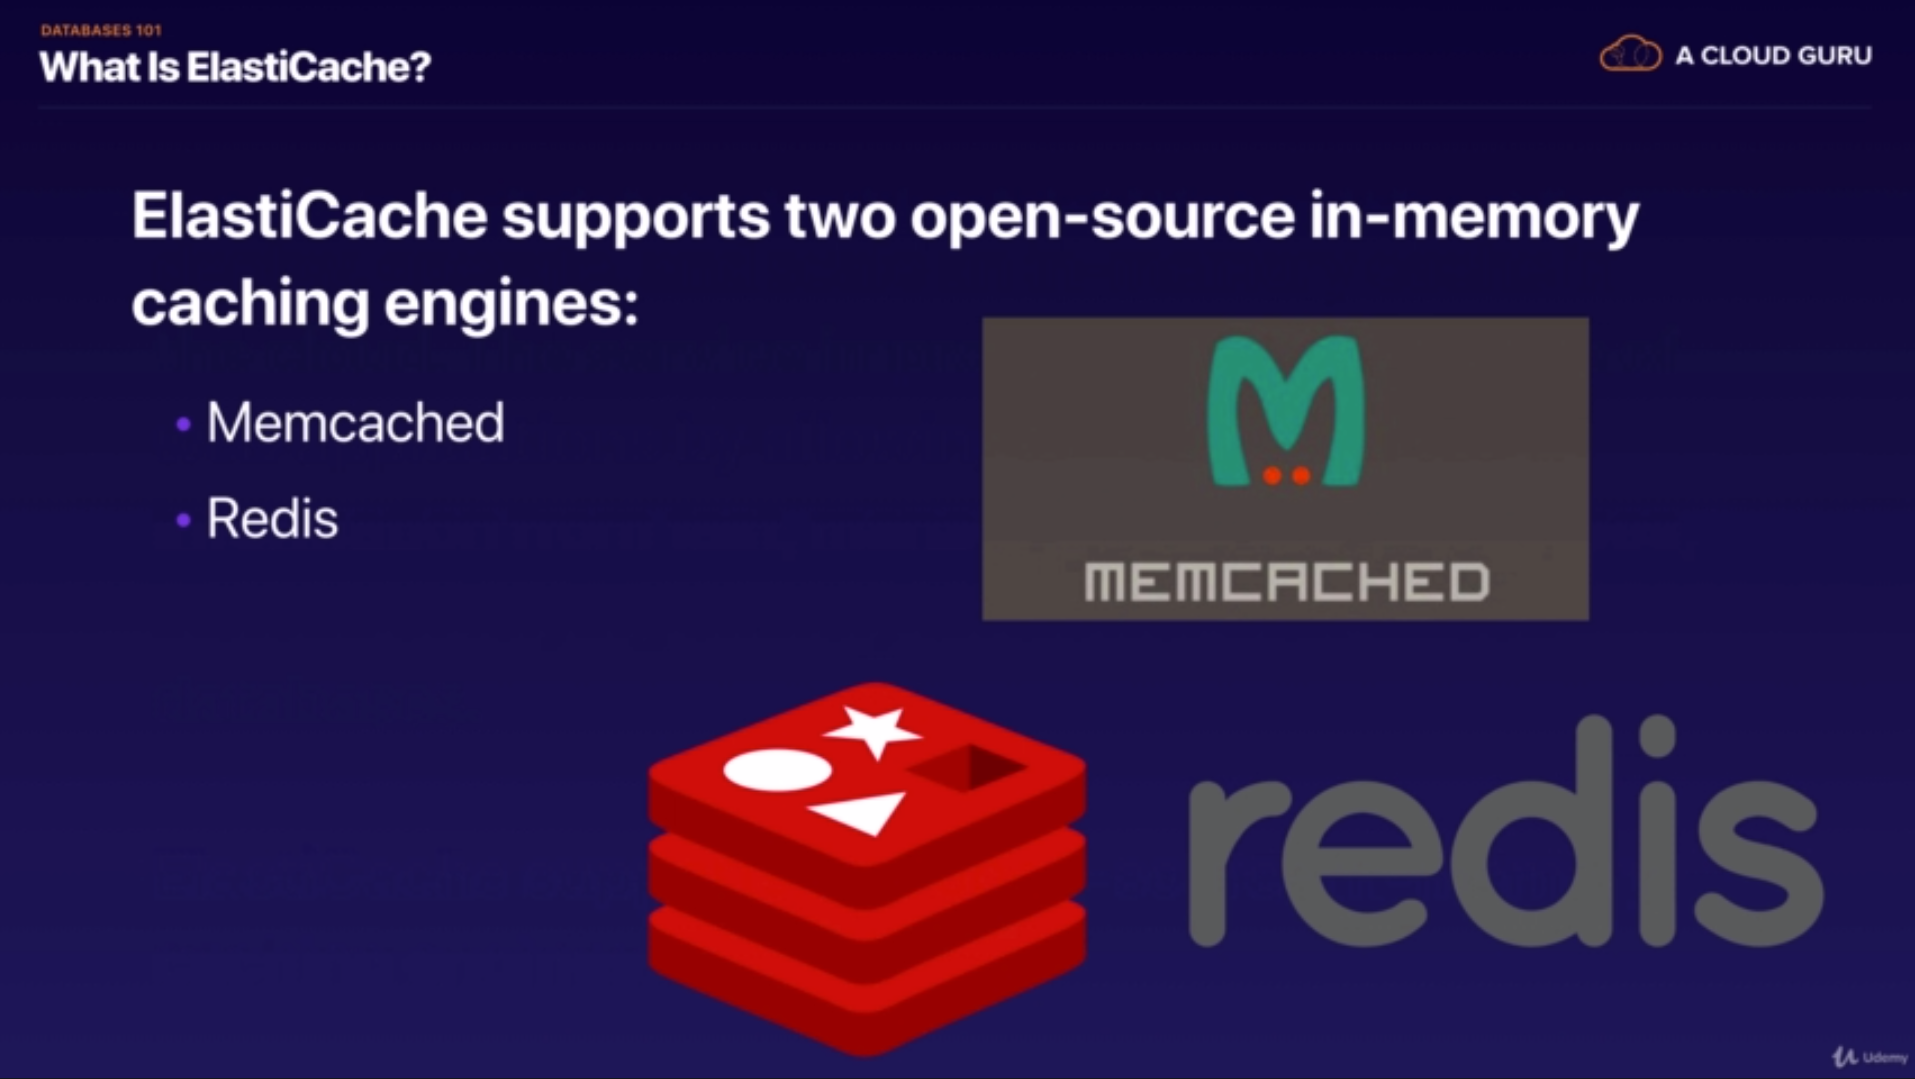 DATABASES 101
What Is ElastiCache?
A CLOUD GURU
ElastiCache supports two open-source in-memory
caching engines:
• Memcached
• Redis
MEMCACHED
redis
Udemy